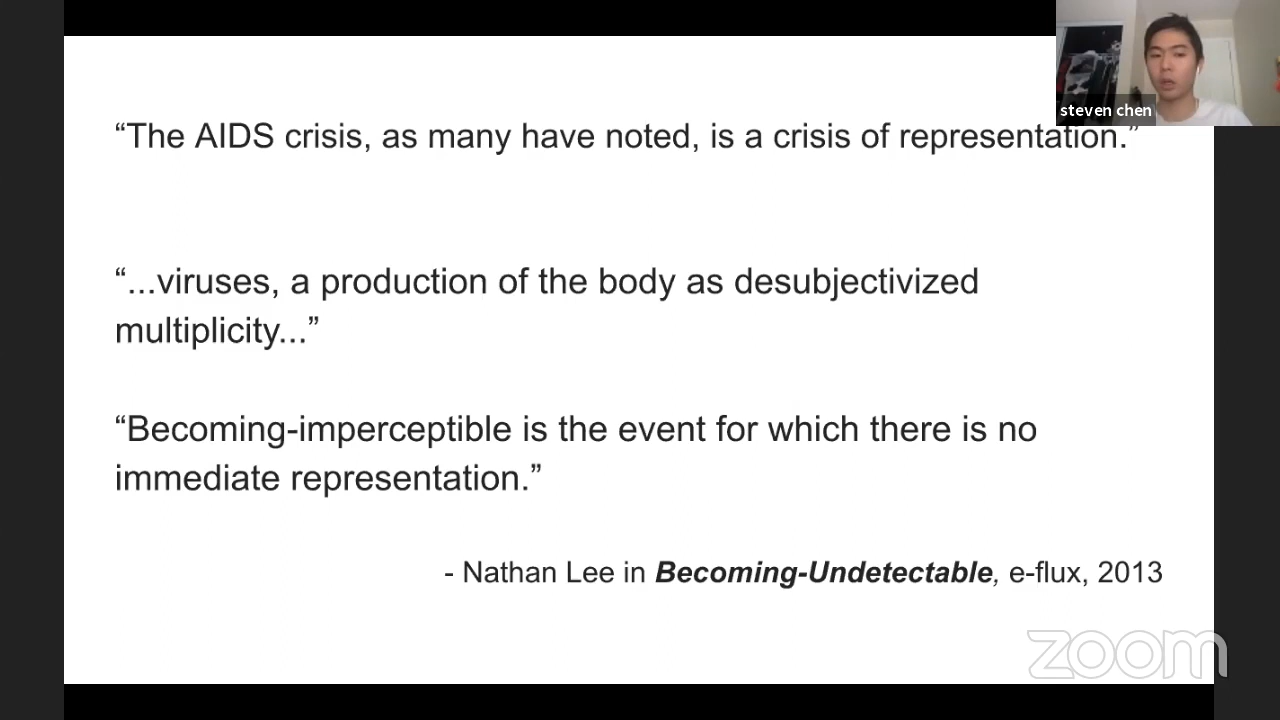 steven chen
“The AIDS crisis, as many have noted, is a crisis of representation.”
“...viruses, a production of the body as desubjectivized
multiplicity...”
“Becoming-imperceptible is the event for which there is no
immediate representation.”
- Nathan Lee in Becoming-Undetectable, e-flux, 2013
zoom